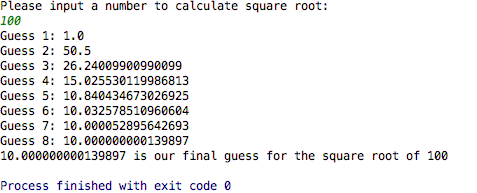 Please input a number to calculate square root:
100
Guess 1: 1.0
Guess 2: 50.5
Guess 3: 26.24009900990099
Guess 4: 15.025530119986813
Guess 5: 10.840434673026925
Guess 6: 10.032578510960604
Guess 7: 10.000052895642693
Guess 8: 10.000000000139897
10.000000000139897 is our final guess for the square root of 100
Process finished with exit code 0